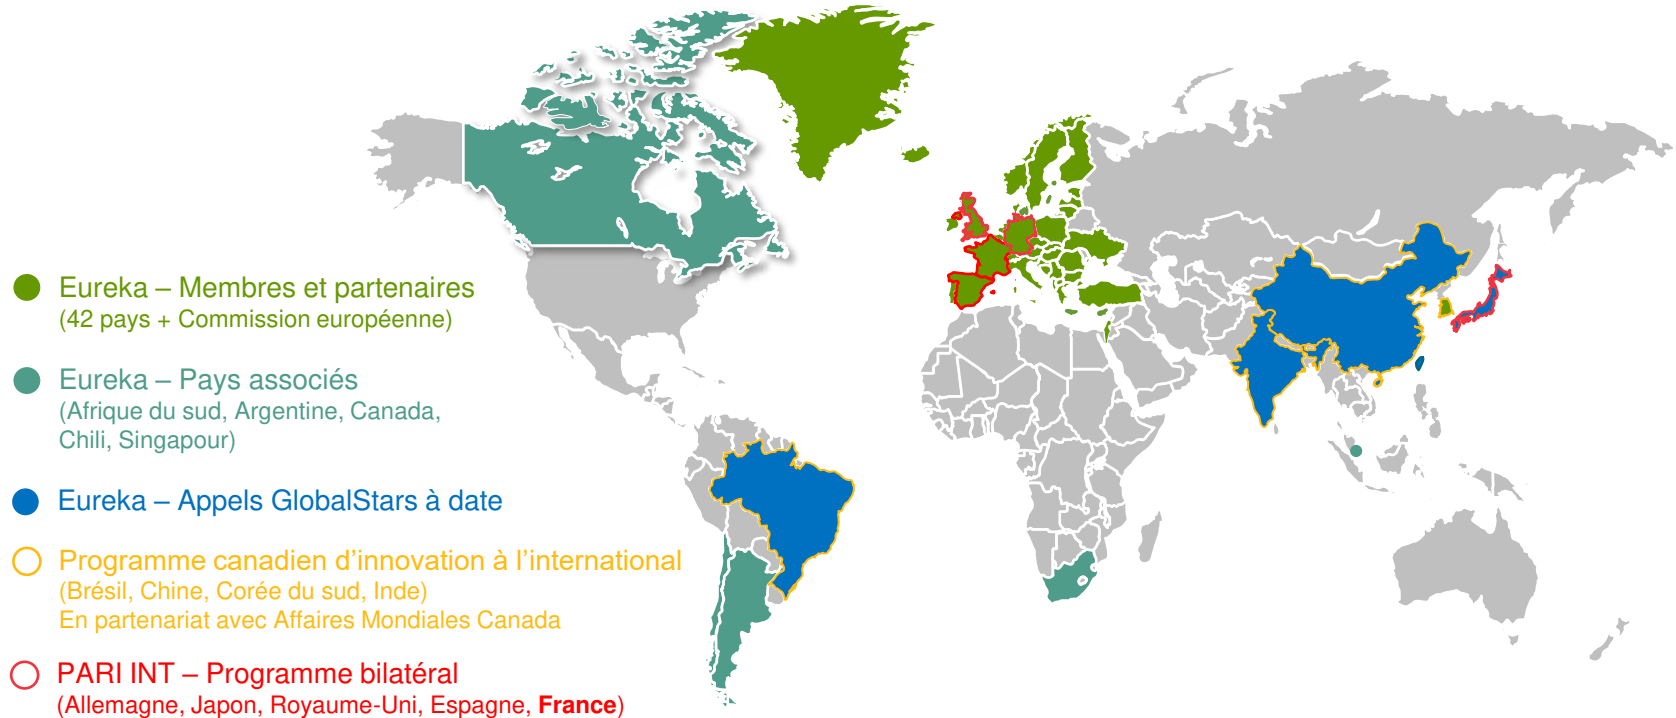 Eureka – Membres et partenaires
(42 pays + Commission européenne)
Eureka – Pays associés
(Afrique du sud, Argentine, Canada,
Chili, Singapour)
Eureka – Appels GlobalStars à date
Programme canadien d’innovation à l’international
(Brésil, Chine, Corée du sud, Inde)
En partenariat avec Affaires Mondiales Canada
PARI INT – Programme bilatéral
(Allemagne, Japon, Royaume-Uni, Espagne, France)